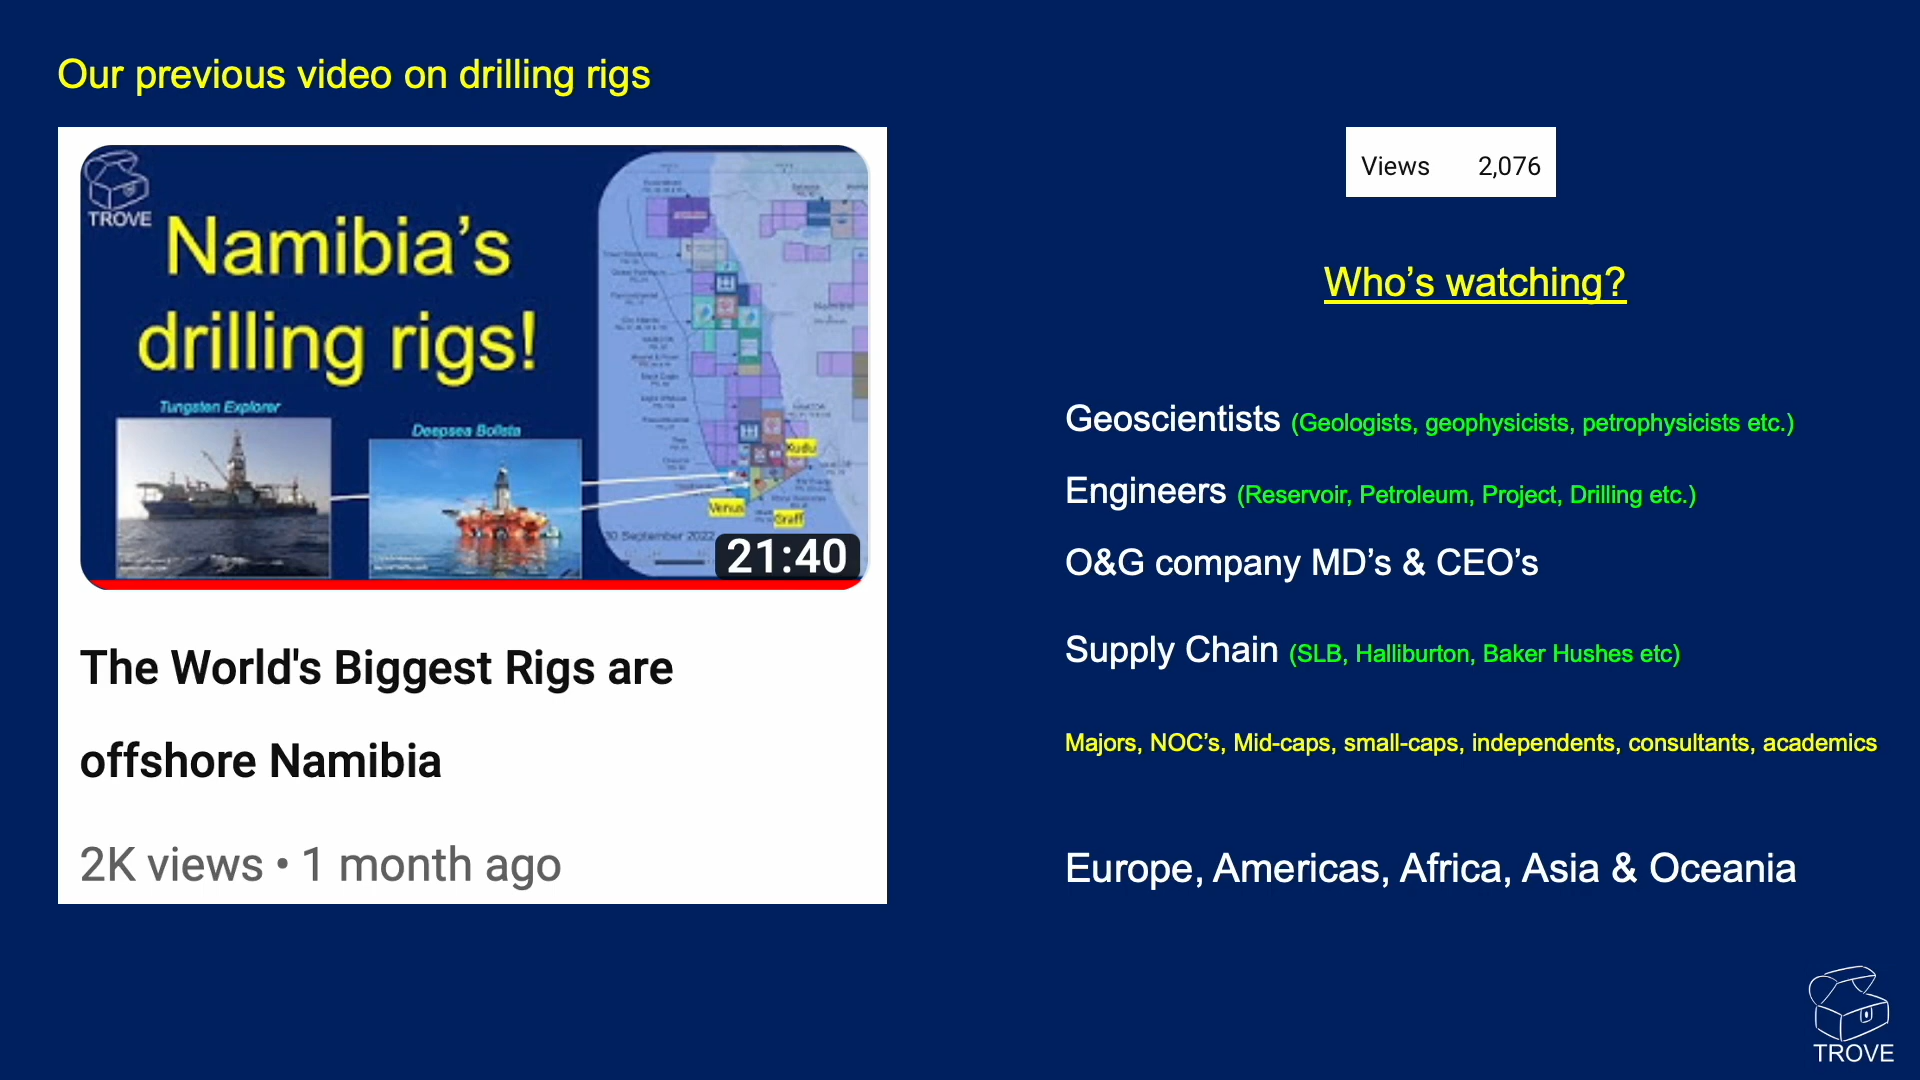 Our previous video on drilling rigs
TROVE
Namibia’s
drilling rigs!
Tungsten Explorer
Deepsea Bollsta
Kudu
Venus
Graff
30 September 2022
21:40
The World's Biggest Rigs are
offshore Namibia
2K views • 1 month ago
Views 2,076
Who’s watching?
Geoscientists (Geologists, geophysicists, petrophysicists etc.)
Engineers (Reservoir, Petroleum, Project, Drilling etc.)
O&G company MD’s & CEO’s
Supply Chain (SLB, Halliburton, Baker Hushes etc)
Majors, NOC’s, Mid-caps, small-caps, independents, consultants, academics
Europe, Americas, Africa, Asia & Oceania
TROVE